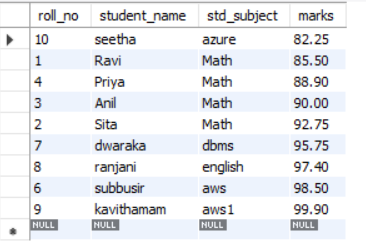 roll_no student_name std_subject marks
10 seetha azure 82.25
1 Ravi Math 85.50
4 Priya Math 88.90
3 Anil Math 90.00
2 Sita Math 92.75
7 dwaraka dbms 95.75
8 ranjani english 97.40
6 subbusir aws 98.50
9 kavithamam aws1 99.90
NULL NULL NULL NULL